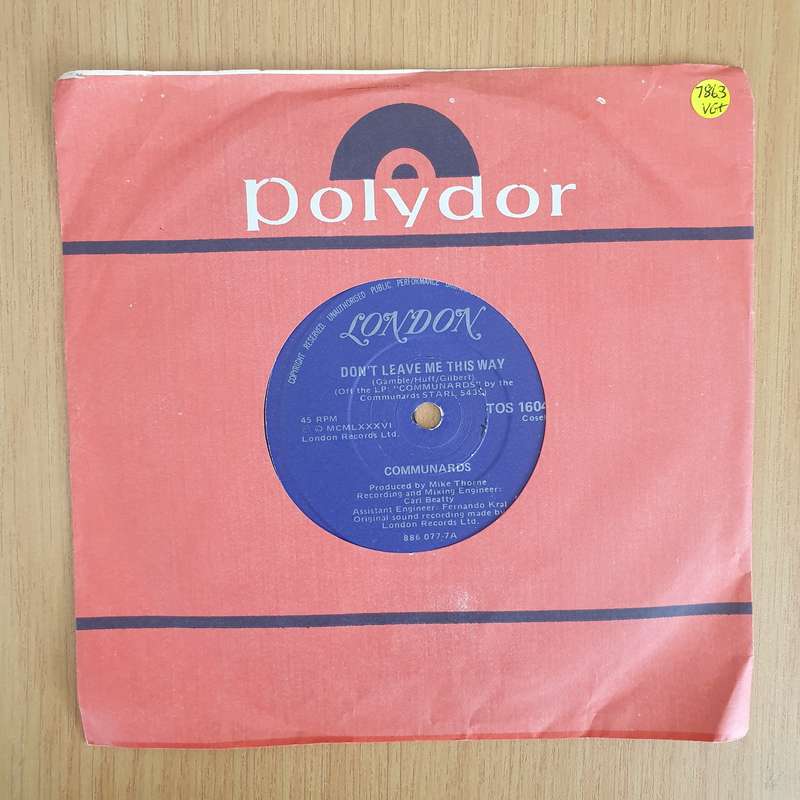 7863
VG+
polydor
COPYRIGHT RESERVED. UNAUTHORISED PUBLIC PERFORMANCE
LONDON
DON'T LEAVE ME THIS WAY
(Gamble/Huff/Gilbert)
(Off the LP: "COMMUNARDS" by the
Communards STARL 5435)
45 RPM
TOS 1604
℗ © MCMLXXXVI
London Records Ltd.
COMMUNARDS
Produced by Mike Thorne
Recording and Mixing Engineer:
Carl Beatty
Assistant Engineer: Fernando Kral
Original sound recording made by
London Records Ltd.
886 077-7A